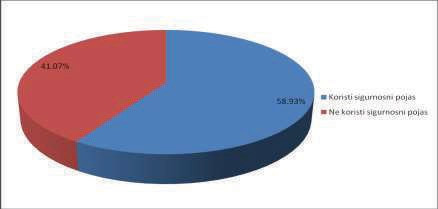 41.07%
58.93%
Koristi sigurnosni pojas
Ne koristi sigurnosni pojas